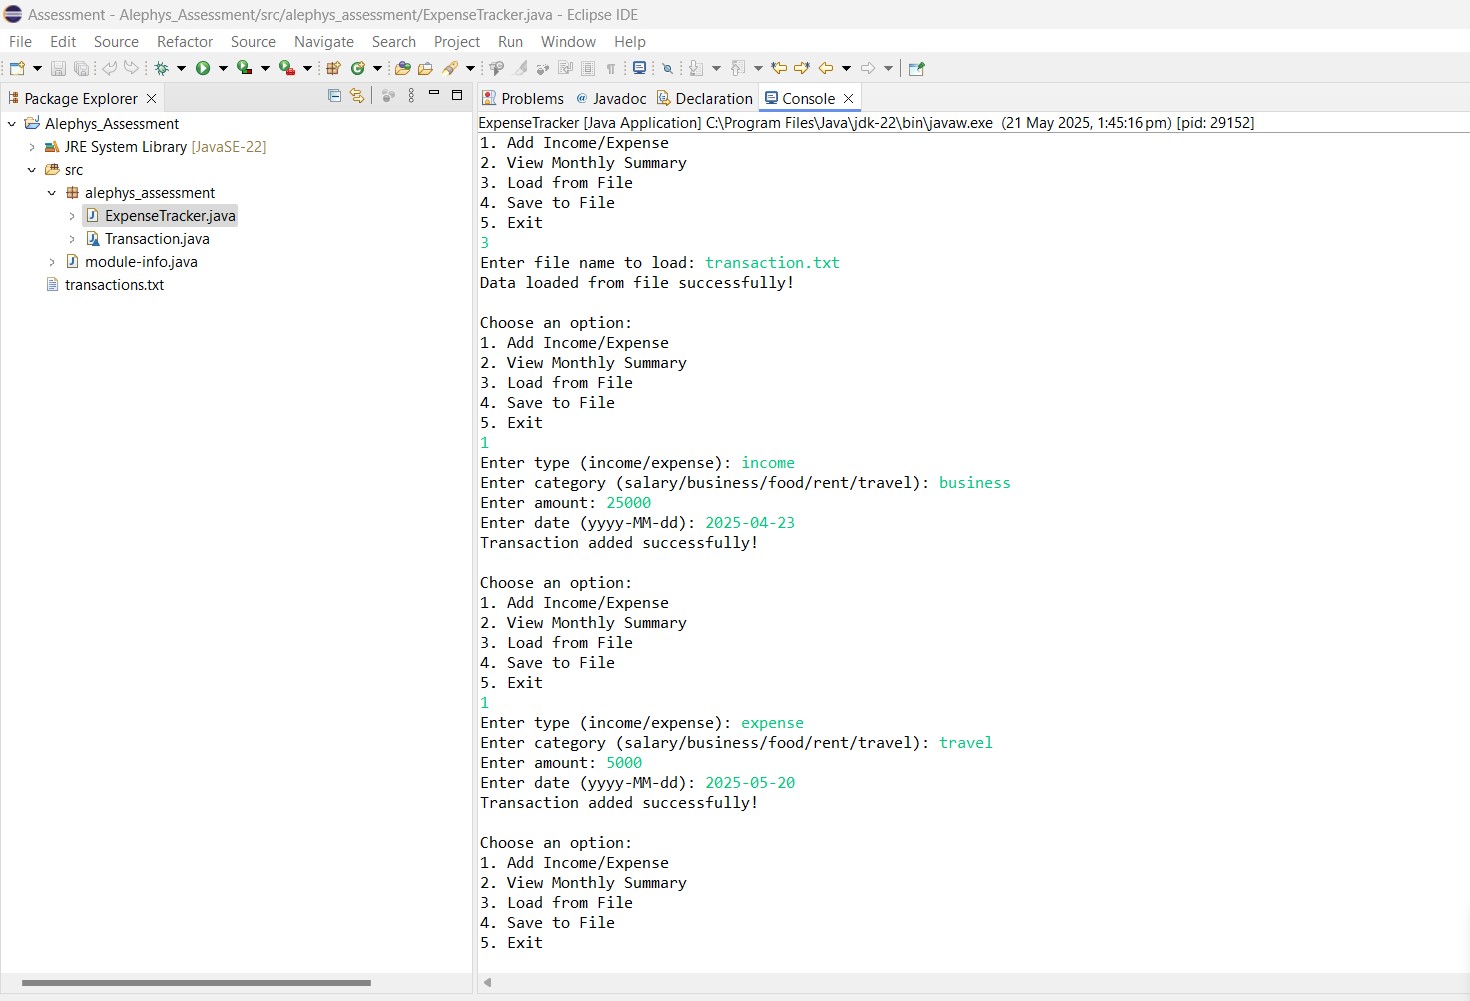 Assessment - Alephys_Assessment/src/alephys_assessment/ExpenseTracker.java - Eclipse IDE
File Edit Source Refactor Source Navigate Search Project Run Window Help
Package Explorer
Alephys_Assessment
JRE System Library [JavaSE-22]
src
alephys_assessment
ExpenseTracker.java
Transaction.java
module-info.java
transactions.txt
Problems @ Javadoc Declaration Console
ExpenseTracker [Java Application] C:\Program Files\Java\jdk-22\bin\javaw.exe (21 May 2025, 1:45:16 pm) [pid: 29152]
1. Add Income/Expense
2. View Monthly Summary
3. Load from File
4. Save to File
5. Exit
3
Enter file name to load: transaction.txt
Data loaded from file successfully!
Choose an option:
1. Add Income/Expense
2. View Monthly Summary
3. Load from File
4. Save to File
5. Exit
1
Enter type (income/expense): income
Enter category (salary/business/food/rent/travel): business
Enter amount: 25000
Enter date (yyyy-MM-dd): 2025-04-23
Transaction added successfully!
Choose an option:
1. Add Income/Expense
2. View Monthly Summary
3. Load from File
4. Save to File
5. Exit
1
Enter type (income/expense): expense
Enter category (salary/business/food/rent/travel): travel
Enter amount: 5000
Enter date (yyyy-MM-dd): 2025-05-20
Transaction added successfully!
Choose an option:
1. Add Income/Expense
2. View Monthly Summary
3. Load from File
4. Save to File
5. Exit